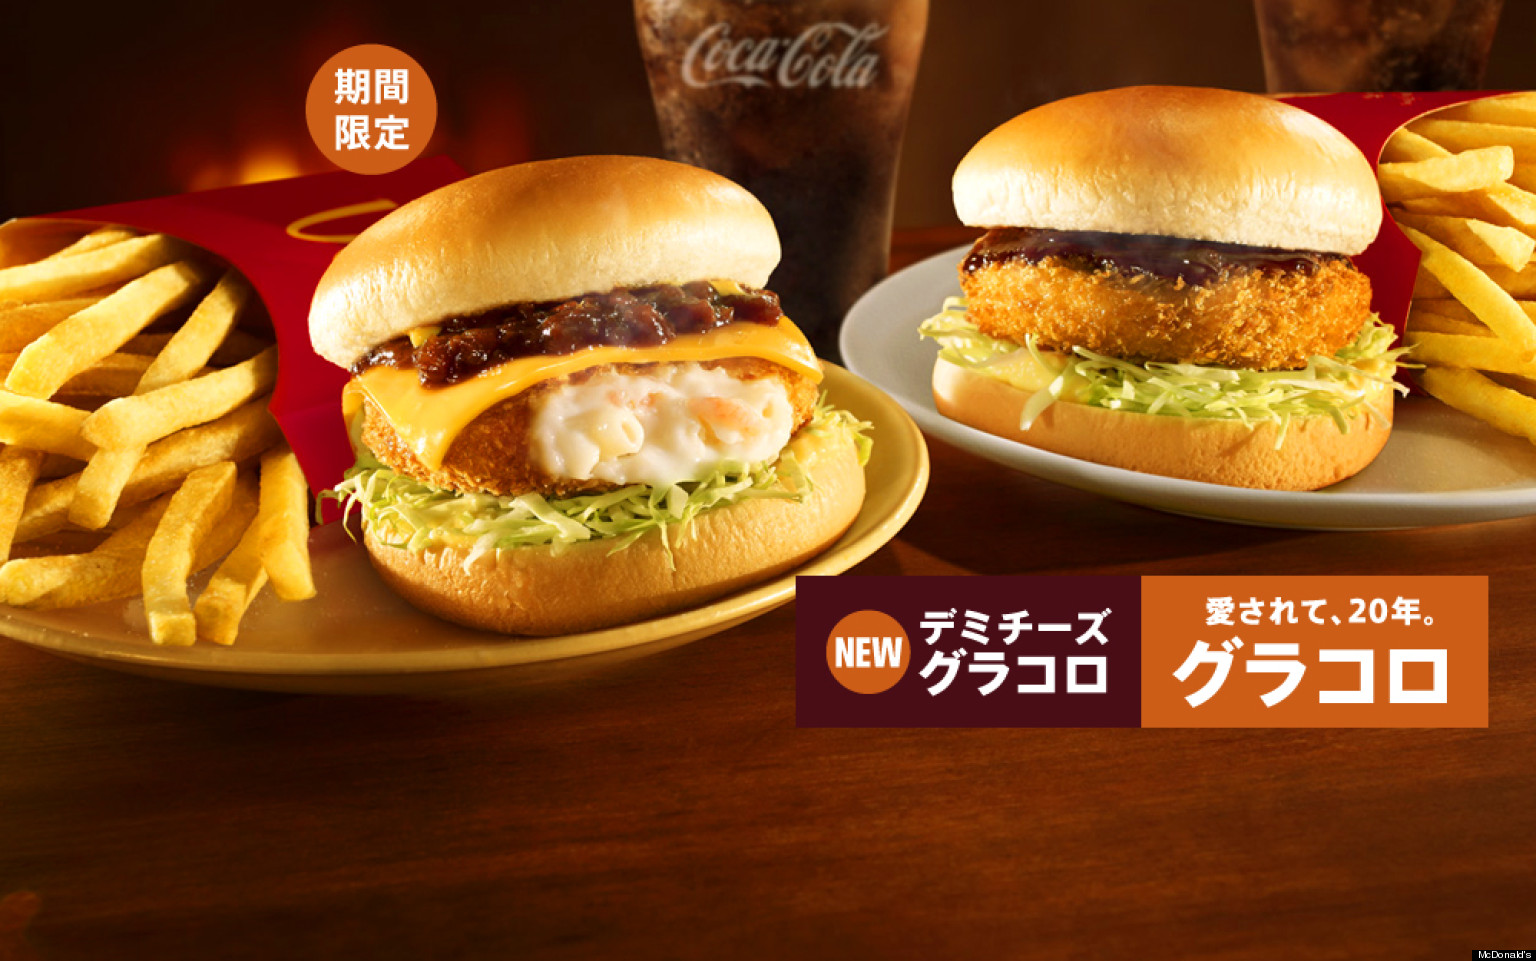 期間
限定
Coca-Cola
NEW
デミチーズ
グラコロ
愛されて、20年。
グラコロ
McDonald's